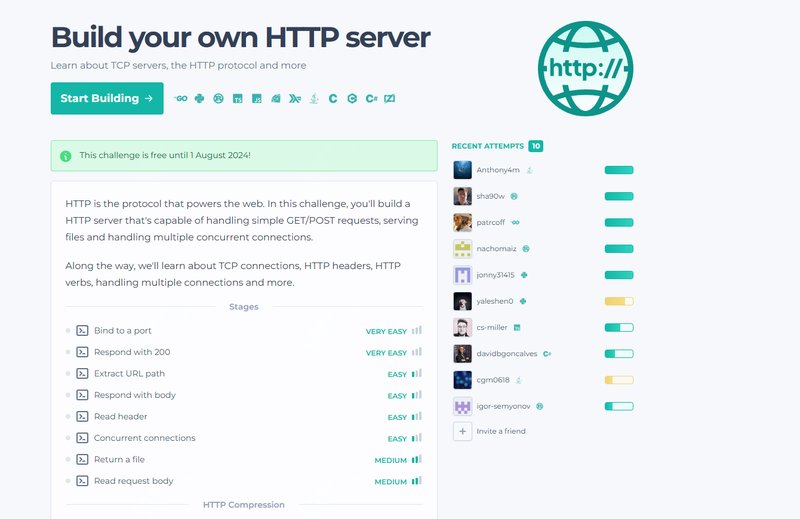 Build your own HTTP server
Learn about TCP servers, the HTTP protocol and more
Start Building →
GO
TS
JS
C
C#
http://
This challenge is free until 1 August 2024!
HTTP is the protocol that powers the web. In this challenge, you'll build a
HTTP server that's capable of handling simple GET/POST requests, serving
files and handling multiple concurrent connections.
Along the way, we'll learn about TCP connections, HTTP headers, HTTP
verbs, handling multiple connections and more.
Stages
Bind to a port VERY EASY
Respond with 200 VERY EASY
Extract URL path EASY
Respond with body EASY
Read header EASY
Concurrent connections EASY
Return a file MEDIUM
Read request body MEDIUM
HTTP Compression
RECENT ATTEMPTS 10
Anthony4m
sha90w
patrcoff
nachomaiz
jonny31415
yaleshen0
cs-miller
davidbgoncalves
cgm0618
igor-semyonov
Invite a friend